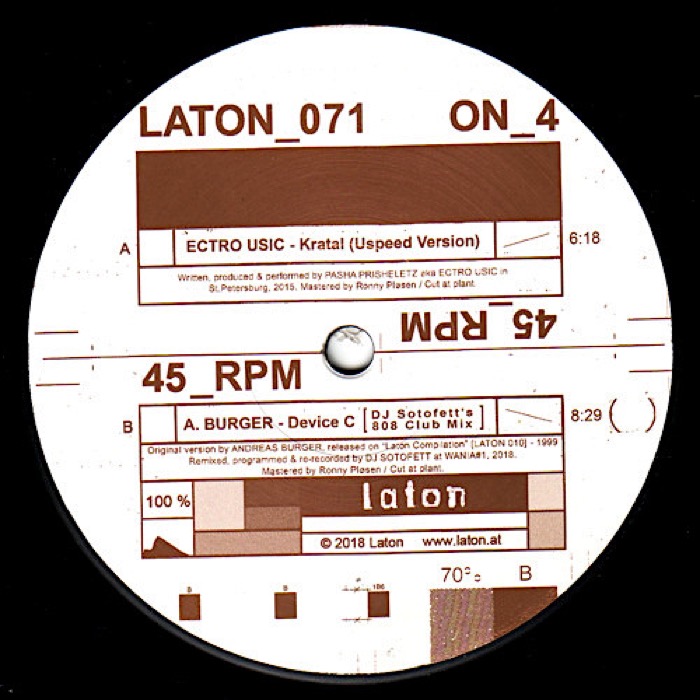 LATON_071 ON_4
A ECTRO USIC - Kratal (Uspeed Version) 6:18
Written, produced & performed by PASHA PRISHELETZ aka ECTRO USIC in
St.Petersburg, 2015. Mastered by Ronny Pløsen / Cut at plant.
45_RPM
45_RPM
B A. BURGER - Device C [DJ Sotofett's
808 Club Mix] 8:29 ( )
Original version by ANDREAS BURGER, released on "Laton Compilation" [LATON 010] - 1999
Remixed, programmed & re-recorded by DJ SOTOFETT at WANIA#1, 2018.
Mastered by Ronny Pløsen / Cut at plant.
100 % laton
© 2018 Laton www.laton.at
70° B
B B 100